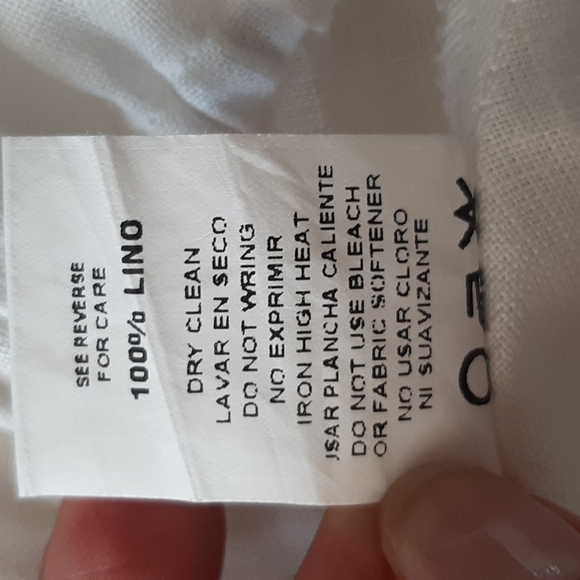 SEE REVERSE
FOR CARE
100% LINO
DRY CLEAN
LAVAR EN SECO
DO NOT WRING
NO EXPRIMIR
IRON HIGH HEAT
USAR PLANCHA CALIENTE
DO NOT USE BLEACH
OR FABRIC SOFTENER
NO USAR CLORO
NI SUAVIZANTE